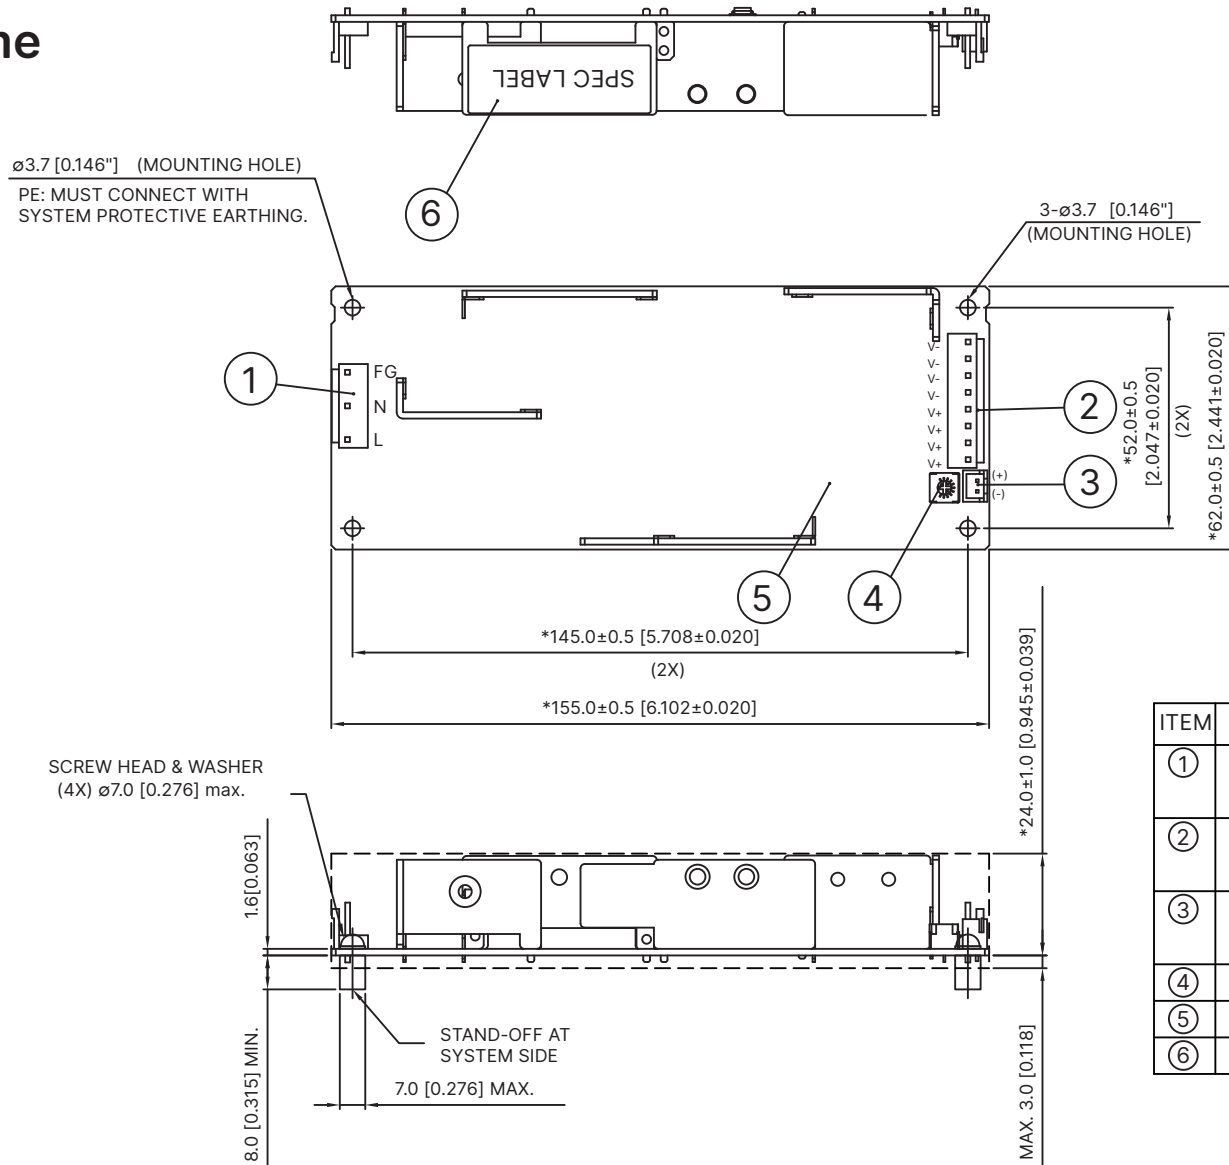 ne
SPEC LABEL
ø3.7 [0.146"] (MOUNTING HOLE)
PE: MUST CONNECT WITH
SYSTEM PROTECTIVE EARTHING.
6
3-ø3.7 [0.146"]
(MOUNTING HOLE)
1
FG
N
L
V-
V-
V-
V-
V+
V+
V+
V+
(+)
(-)
2
3
*52.0±0.5
[2.047±0.020]
(2X)
*62.0±0.5 [2.441±0.020]
5
4
*145.0±0.5 [5.708±0.020]
(2X)
*155.0±0.5 [6.102±0.020]
*24.0±1.0 [0.945±0.039]
SCREW HEAD & WASHER
(4X) ø7.0 [0.276] max.
1.6[0.063]
8.0 [0.315] MIN.
STAND-OFF AT
SYSTEM SIDE
7.0 [0.276] MAX.
MAX. 3.0 [0.118]
ITEM
1
2
3
4
5
6